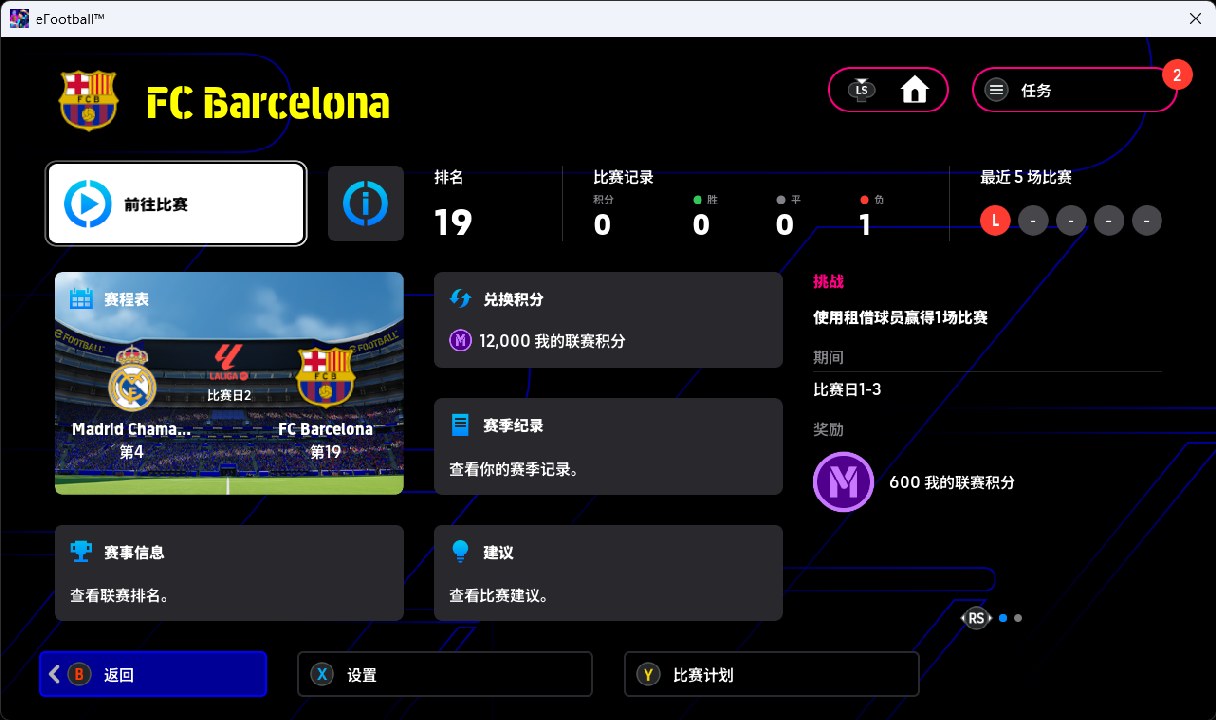 eFootball™
FC Barcelona
LS
任务
2
前往比赛
排名
19
比赛记录
积分
0
胜
0
平
0
负
1
最近 5 场比赛
L - - - -
赛程表
E FOOTBALL
E FOOTBALL
LALIGA
比赛日2
Madrid Chama...
第4
FC Barcelona
第19
兑换积分
12,000 我的联赛积分
赛季纪录
查看你的赛季记录。
挑战
使用租借球员赢得1场比赛
期间
比赛日1-3
奖励
600 我的联赛积分
赛事信息
查看联赛排名。
建议
查看比赛建议。
RS
B 返回
X 设置
Y 比赛计划